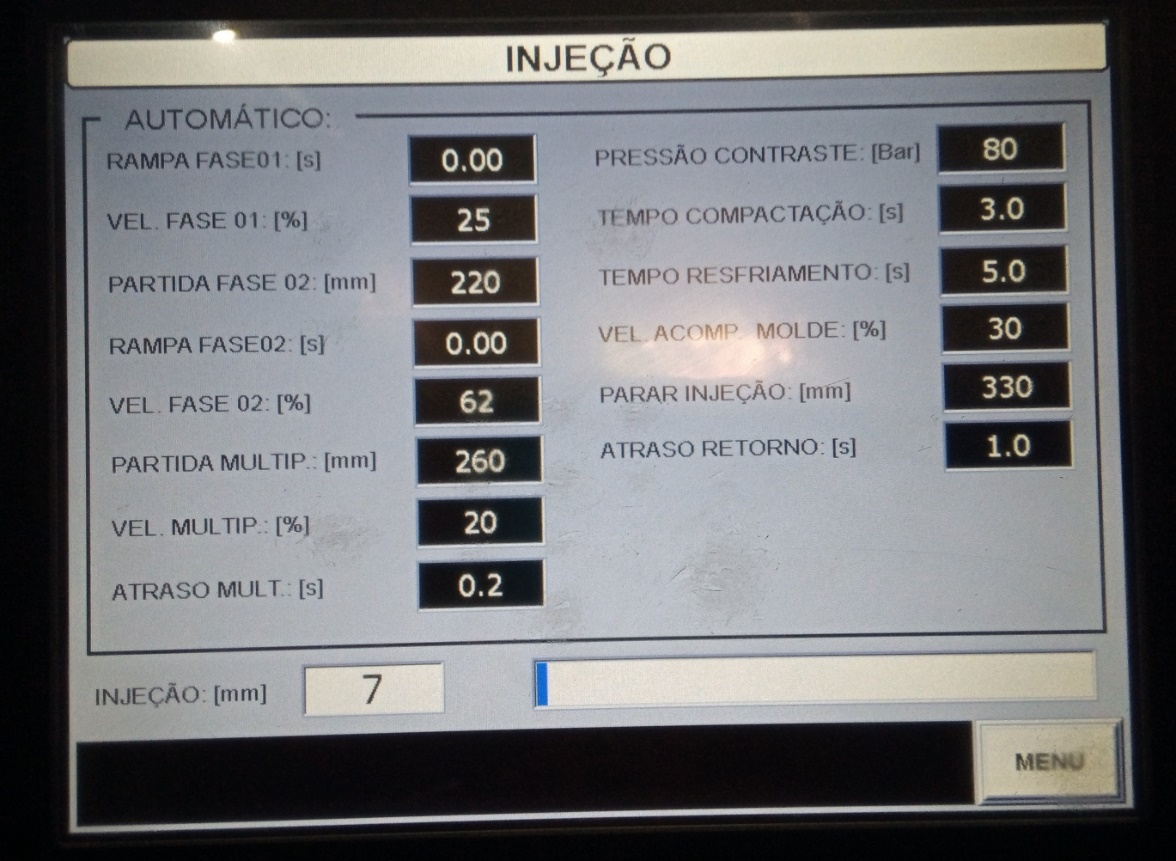 INJEÇÃO
AUTOMÁTICO:
RAMPA FASE01: [s] 0.00
VEL. FASE 01: [%] 25
PARTIDA FASE 02: [mm] 220
RAMPA FASE02: [s] 0.00
VEL. FASE 02: [%] 62
PARTIDA MULTIP.: [mm] 260
VEL. MULTIP.: [%] 20
ATRASO MULT.: [s] 0.2
PRESSÃO CONTRASTE: [Bar] 80
TEMPO COMPACTAÇÃO: [s] 3.0
TEMPO RESFRIAMENTO: [s] 5.0
VEL. ACOMP. MOLDE: [%] 30
PARAR INJEÇÃO: [mm] 330
ATRASO RETORNO: [s] 1.0
INJEÇÃO: [mm] 7
MENU